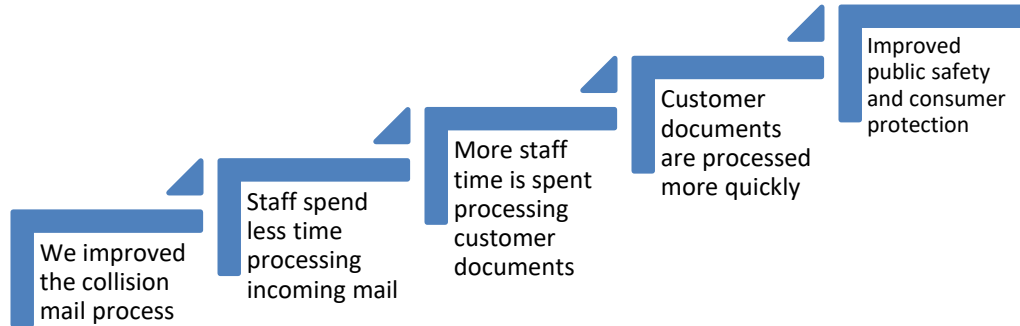 We improved
the collision
mail process
Staff spend
less time
processing
incoming mail
More staff
time is spent
processing
customer
documents
Customer
documents
are processed
more quickly
Improved
public safety
and consumer
protection